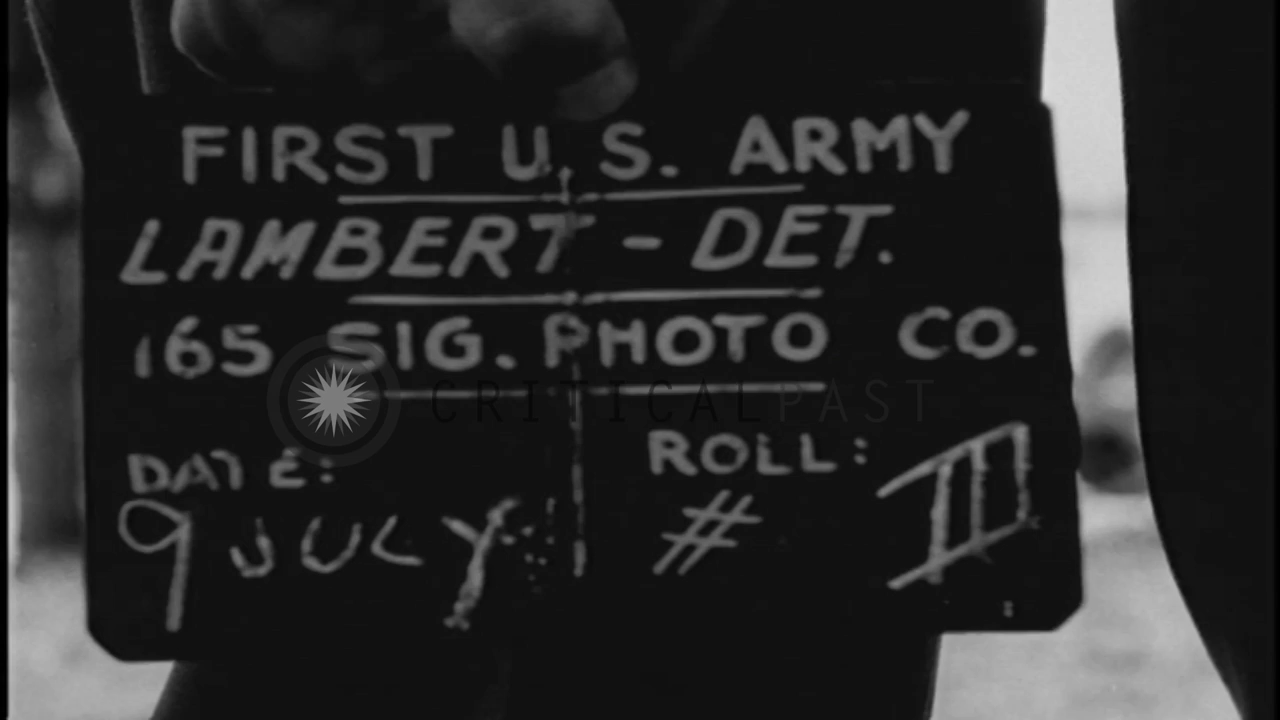 FIRST U.S. ARMY
LAMBERT - DET.
165 SIG. PHOTO CO.
CRITICALPAST
DATE: ROLL:
9 JULY # III